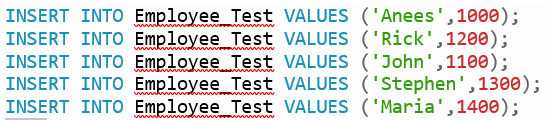 INSERT INTO Employee_Test VALUES ('Anees',1000);
INSERT INTO Employee_Test VALUES ('Rick',1200);
INSERT INTO Employee_Test VALUES ('John',1100);
INSERT INTO Employee_Test VALUES ('Stephen',1300);
INSERT INTO Employee_Test VALUES ('Maria',1400);